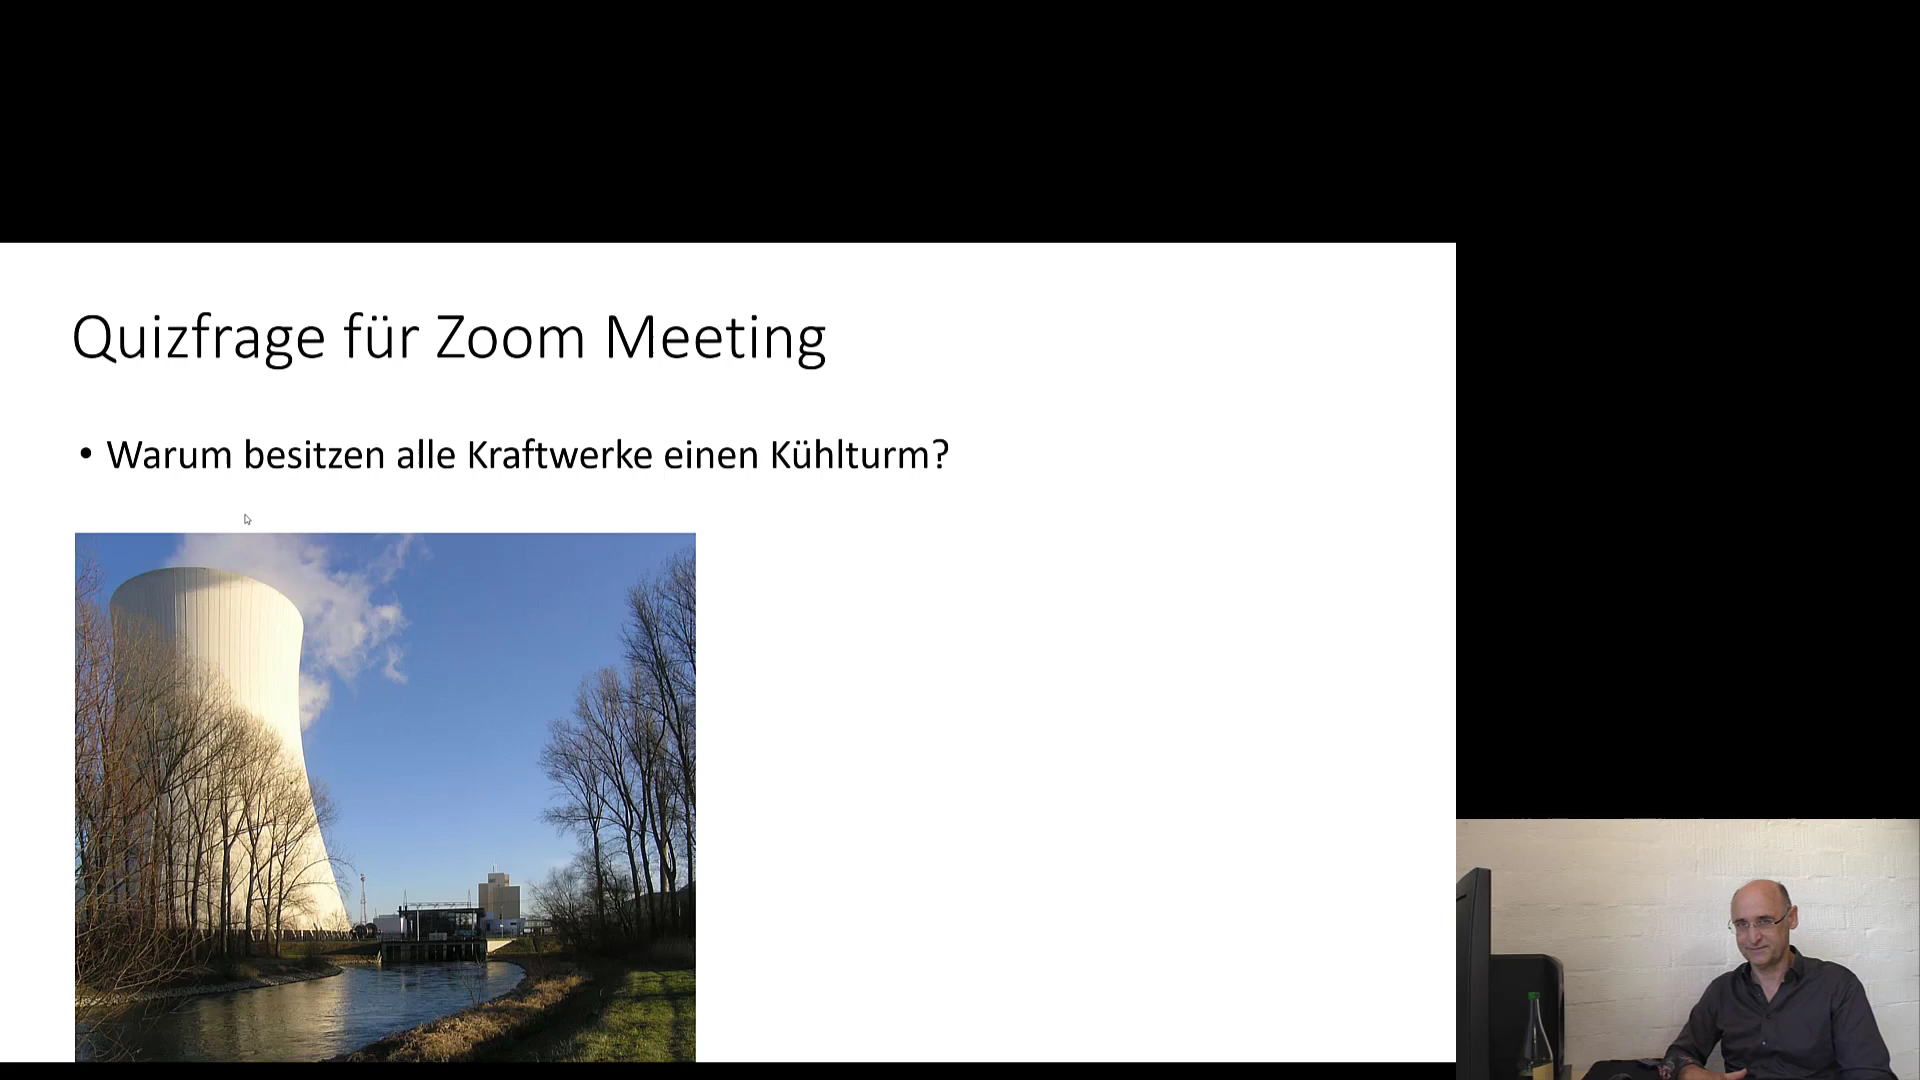 Quizfrage für Zoom Meeting
• Warum besitzen alle Kraftwerke einen Kühlturm?